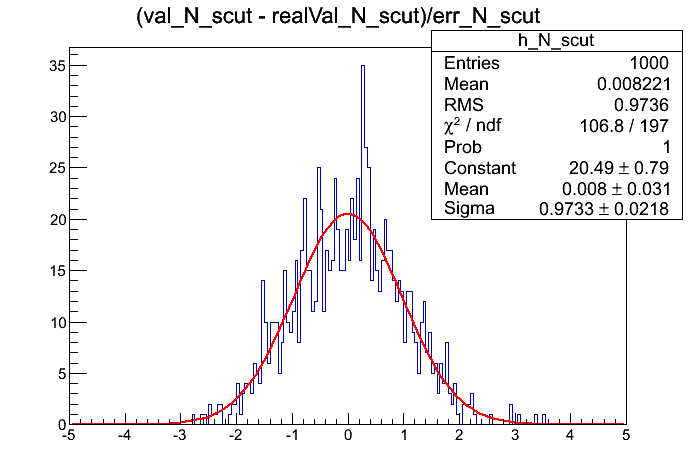 (val_N_scut - realVal_N_scut)/err_N_scut
h_N_scut
Entries 1000
Mean 0.008221
RMS 0.9736
χ² / ndf 106.8 / 197
Prob 1
Constant 20.49 ± 0.79
Mean 0.008 ± 0.031
Sigma 0.9733 ± 0.0218
35
30
25
20
15
10
5
0
-5 -4 -3 -2 -1 0 1 2 3 4 5